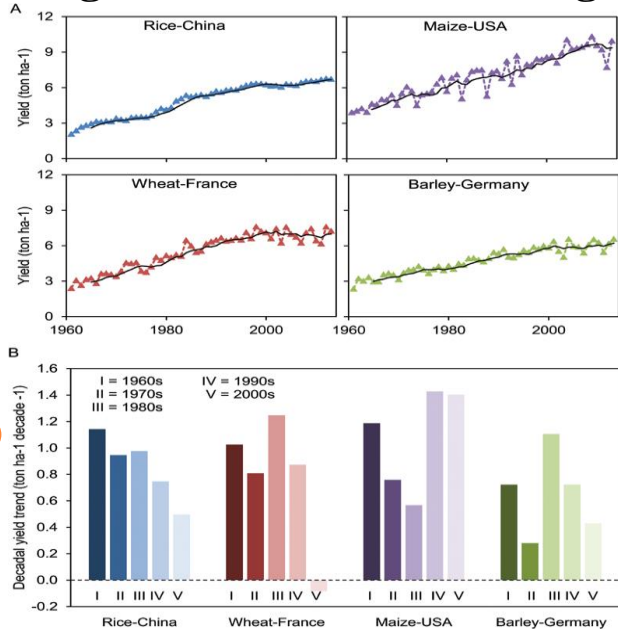 A
Rice-China
Maize-USA
Yield (ton ha-1)
12
9
6
3
0
Wheat-France
Barley-Germany
Yield (ton ha-1)
12
9
6
3
0
1960 1980 2000 1960 1980 2000
B
Decadal yield trend (ton ha-1 decade -1)
1.6
1.4
1.2
1.0
0.8
0.6
0.4
0.2
0.0
-0.2
I = 1960s IV = 1990s
II = 1970s V = 2000s
III = 1980s
I II III IV V I II III IV V I II III IV V I II III IV V
Rice-China Wheat-France Maize-USA Barley-Germany